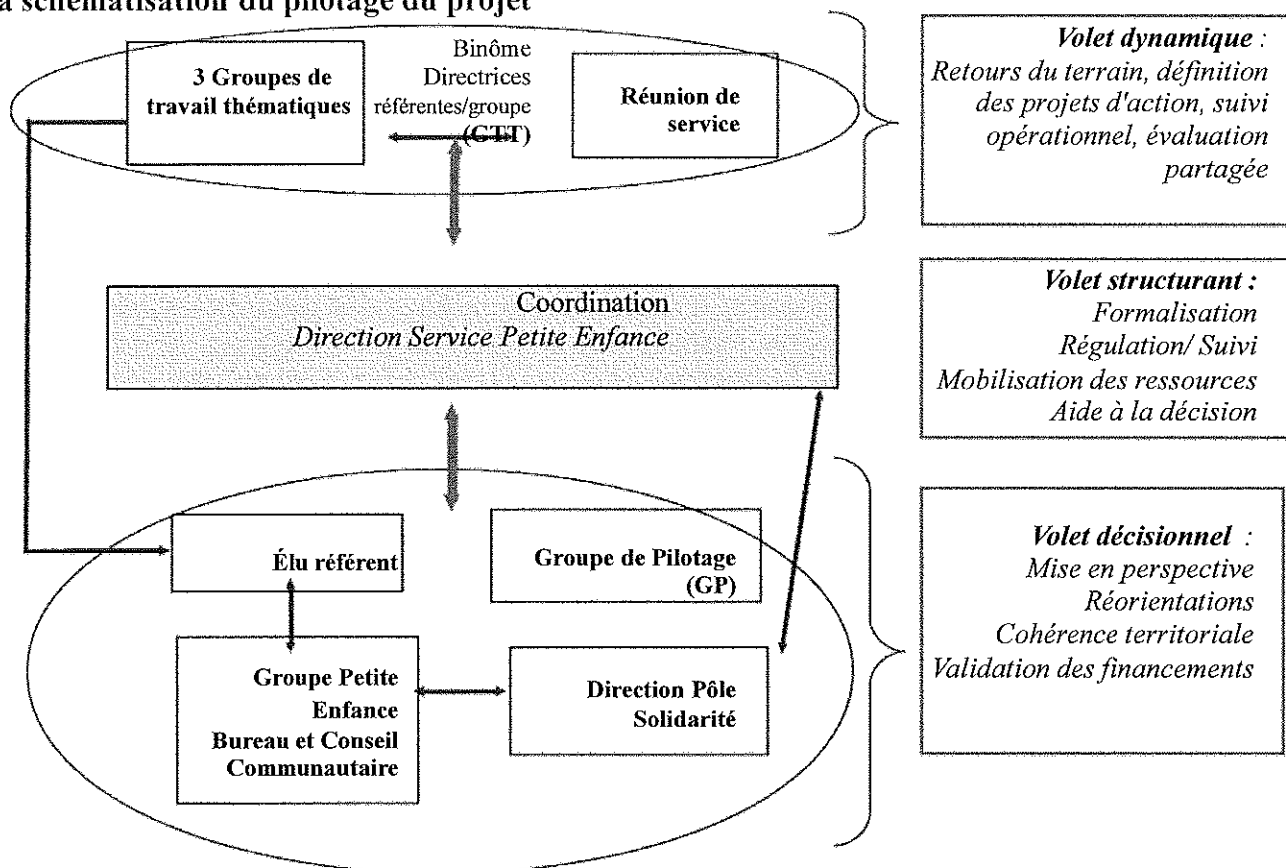 a schématisation du pilotage du projet
3 Groupes de
travail thématiques
Binôme
Directrices
référentes/groupe
(GTT)
Réunion de
service
Volet dynamique :
Retours du terrain, définition
des projets d'action, suivi
opérationnel, évaluation
partagée
Coordination
Direction Service Petite Enfance
Volet structurant :
Formalisation
Régulation/ Suivi
Mobilisation des ressources
Aide à la décision
Élu référent
Groupe de Pilotage
(GP)
Groupe Petite
Enfance
Bureau et Conseil
Communautaire
Direction Pôle
Solidarité
Volet décisionnel :
Mise en perspective
Réorientations
Cohérence territoriale
Validation des financements